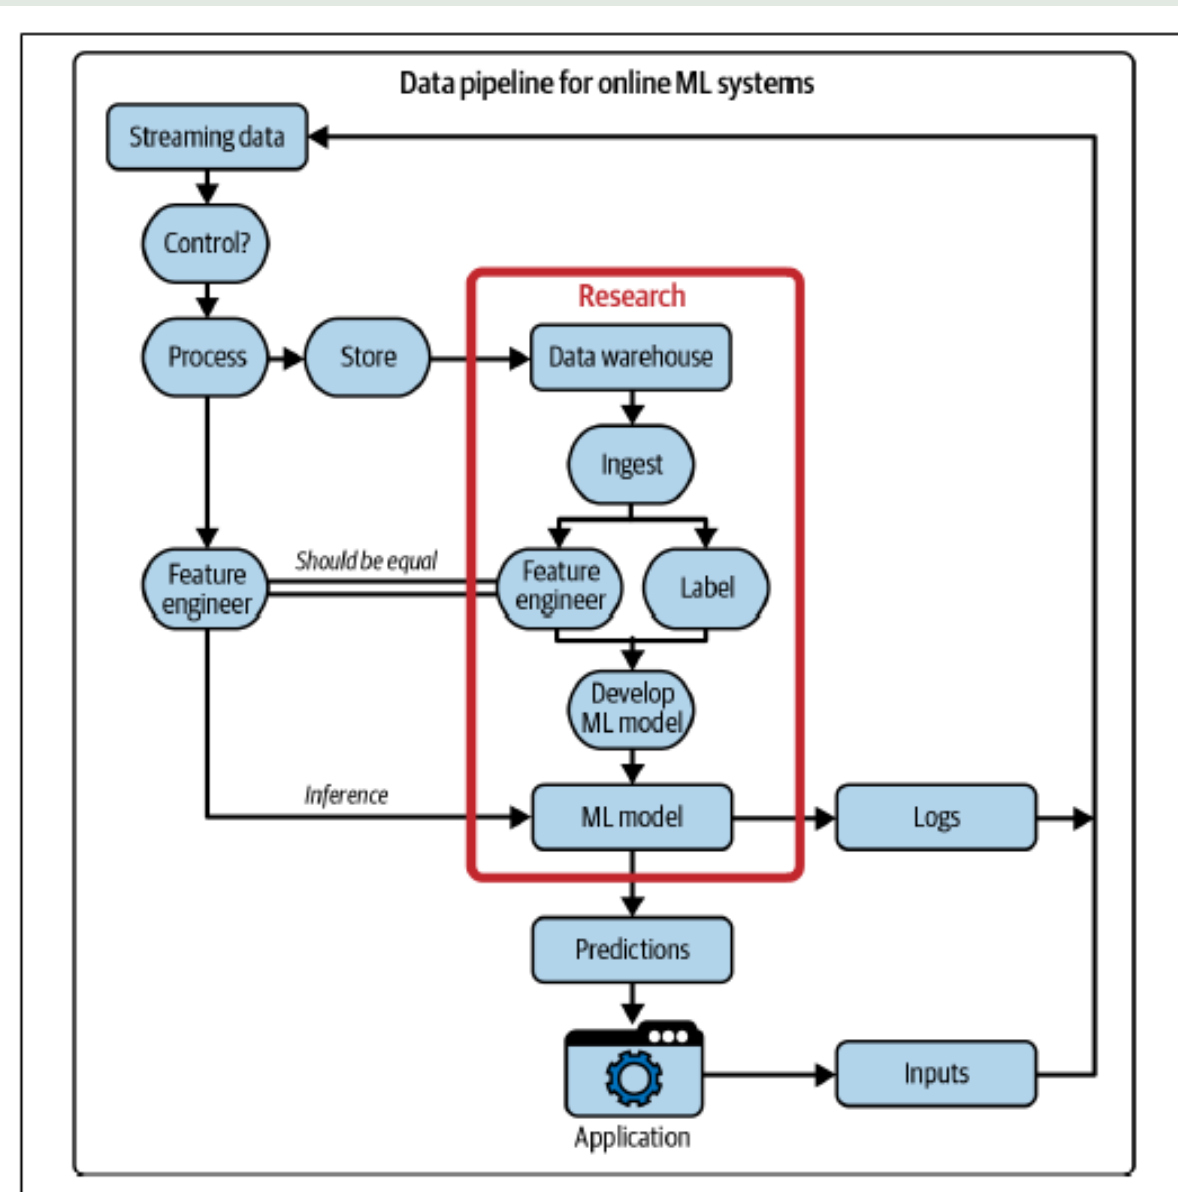 Data pipeline for online ML systems
Streaming data
Control?
Research
Process
Store
Data warehouse
Ingest
Should be equal
Feature
engineer
Feature
engineer
Label
Develop
ML model
Inference
ML model
Logs
Predictions
Inputs
Application